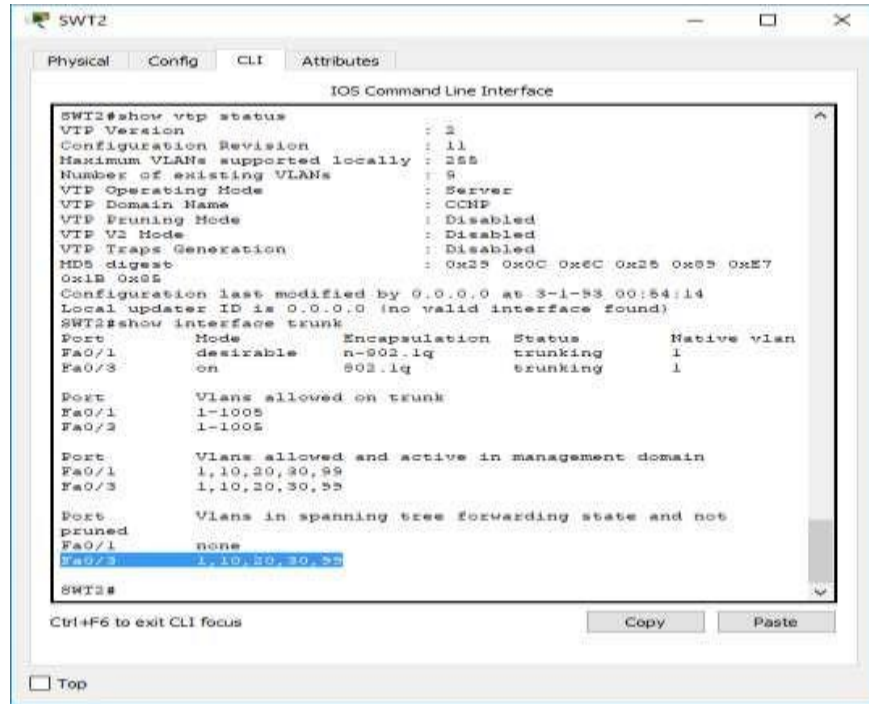 SWT2
Physical Config CLI Attributes
IOS Command Line Interface
SWT2#show vtp status
VTP Version : 2
Configuration Revision : 11
Maximum VLANs supported locally : 255
Number of existing VLANs : 9
VTP Operating Mode : Server
VTP Domain Name : CCNP
VTP Pruning Mode : Disabled
VTP V2 Mode : Disabled
VTP Traps Generation : Disabled
MD5 digest : 0x29 0x0C 0x6C 0x25 0x89 0xE7
0x1B 0x85
Configuration last modified by 0.0.0.0 at 3-1-93 00:54:14
Local updater ID is 0.0.0.0 (no valid interface found)
SWT2#show interface trunk
Port Mode Encapsulation Status Native vlan
Fa0/1 desirable n-802.1q trunking 1
Fa0/3 on 802.1q trunking 1
Port Vlans allowed on trunk
Fa0/1 1-1005
Fa0/3 1-1005
Port Vlans allowed and active in management domain
Fa0/1 1,10,20,30,99
Fa0/3 1,10,20,30,99
Port Vlans in spanning tree forwarding state and not
pruned
Fa0/1 none
Fa0/3 1,10,20,30,99
SWT2#
Ctrl+F6 to exit CLI focus
Copy Paste
Top